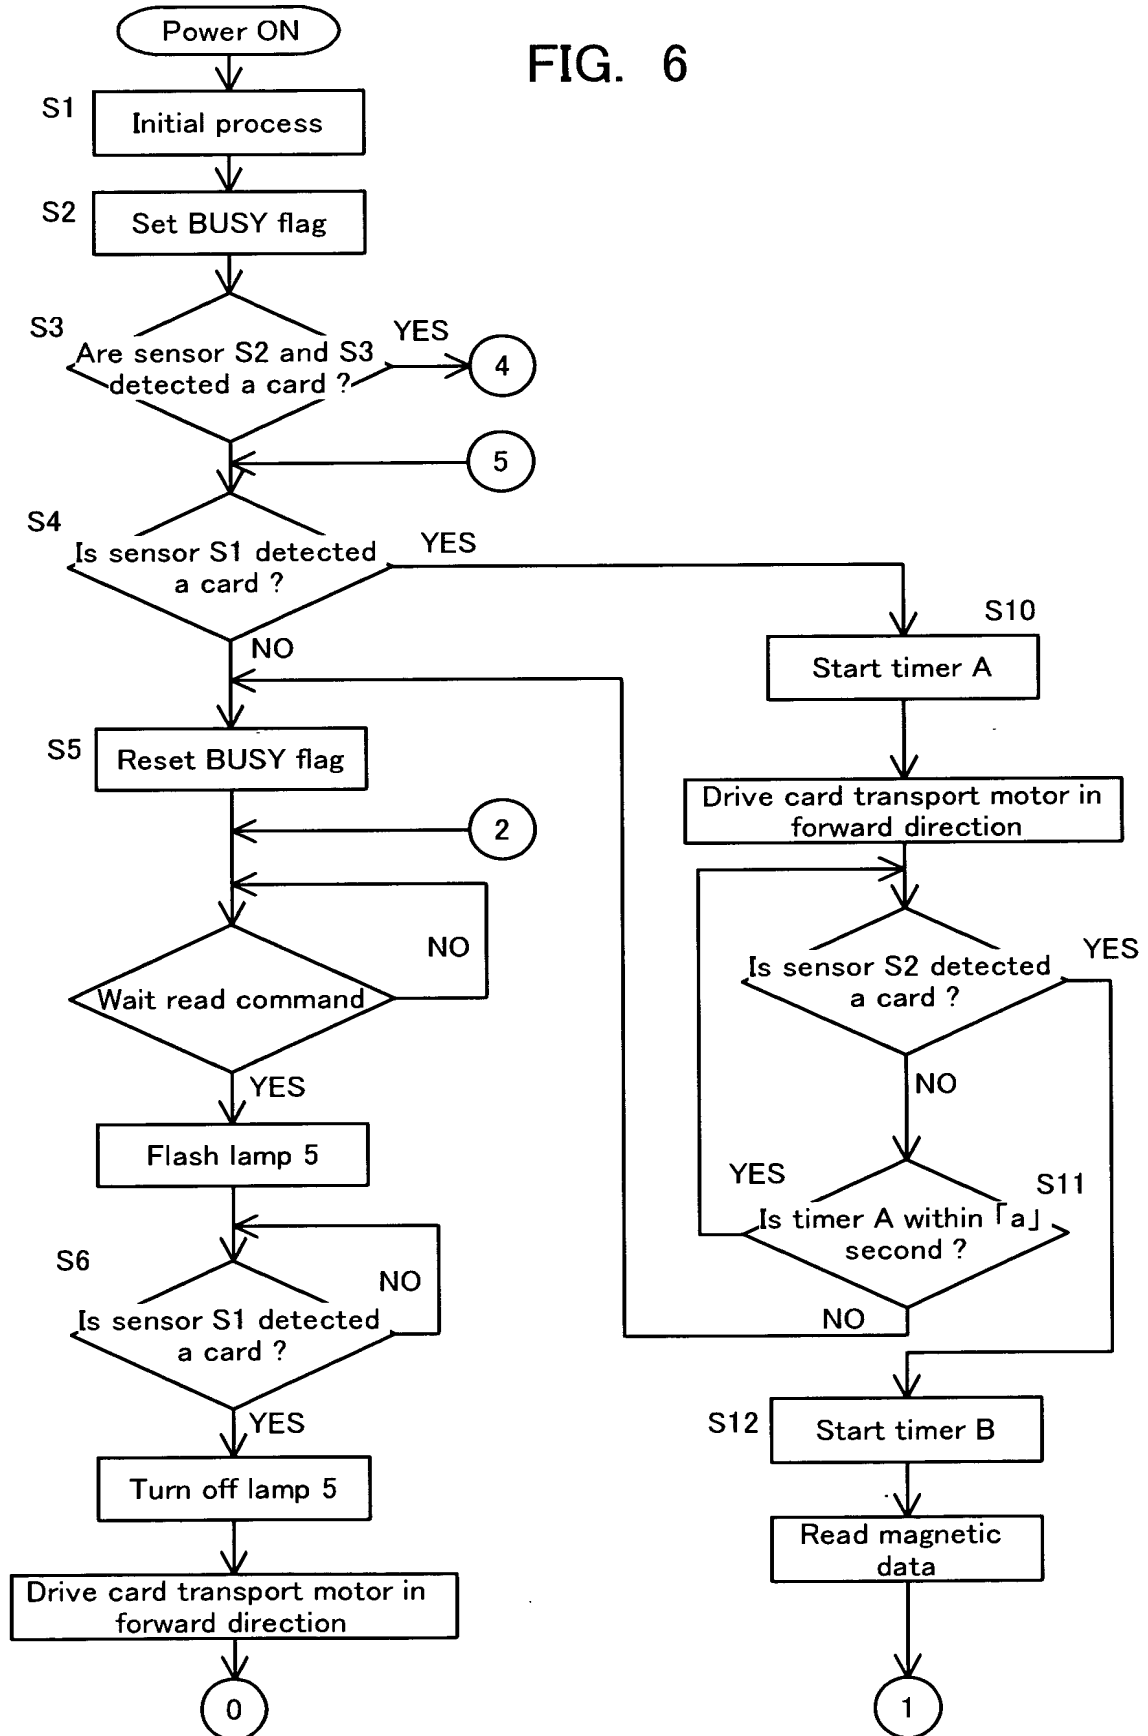 Power ON
FIG. 6
S1
Initial process
S2
Set BUSY flag
S3
Are sensor S2 and S3
detected a card ?
YES
4
5
S4
Is sensor S1 detected
a card ?
YES
NO
S10
Start timer A
S5
Reset BUSY flag
Drive card transport motor in
forward direction
2
NO
Wait read command
YES
Is sensor S2 detected
a card ?
YES
NO
Flash lamp 5
YES
S11
Is timer A within「a」
second ?
NO
S6
NO
Is sensor S1 detected
a card ?
YES
S12
Start timer B
Turn off lamp 5
Read magnetic
data
Drive card transport motor in
forward direction
0
1